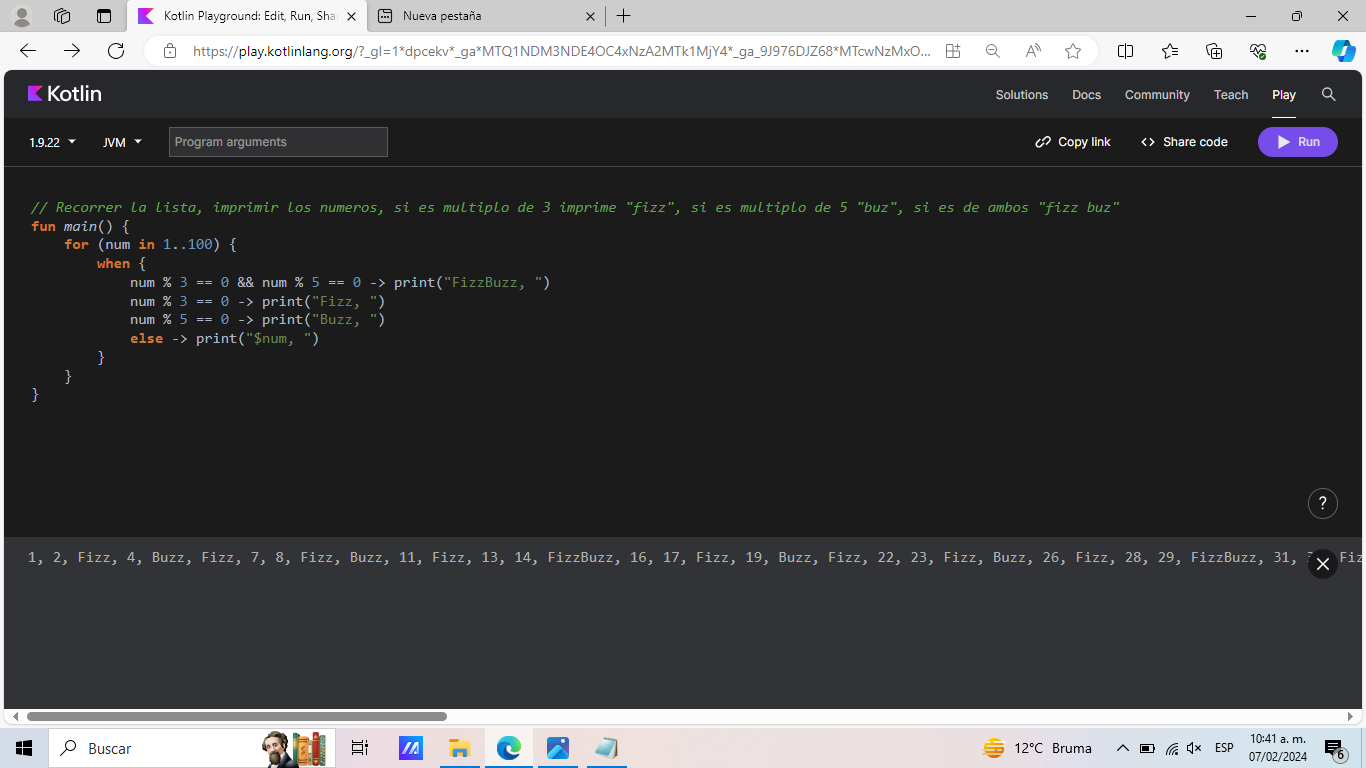 Kotlin Playground: Edit, Run, Sha
Nueva pestaña
https://play.kotlinlang.org/?_gl=1*dpcekv*_ga*MTQ1NDM3NDE4OC4xNzA2MTk1MjY4*_ga_9J976DJZ68*MTcwNzMxO...
Kotlin
Solutions Docs Community Teach Play
1.9.22 JVM Program arguments Copy link Share code Run
// Recorrer la lista, imprimir los numeros, si es multiplo de 3 imprime "fizz", si es multiplo de 5 "buz", si es de ambos "fizz buz"
fun main() {
    for (num in 1..100) {
        when {
            num % 3 == 0 && num % 5 == 0 -> print("FizzBuzz, ")
            num % 3 == 0 -> print("Fizz, ")
            num % 5 == 0 -> print("Buzz, ")
            else -> print("$num, ")
        }
    }
}
?
1, 2, Fizz, 4, Buzz, Fizz, 7, 8, Fizz, Buzz, 11, Fizz, 13, 14, FizzBuzz, 16, 17, Fizz, 19, Buzz, Fizz, 22, 23, Fizz, Buzz, 26, Fizz, 28, 29, FizzBuzz, 31, Fiz
Buscar
12°C Bruma
ESP
10:41 a. m.
07/02/2024
6